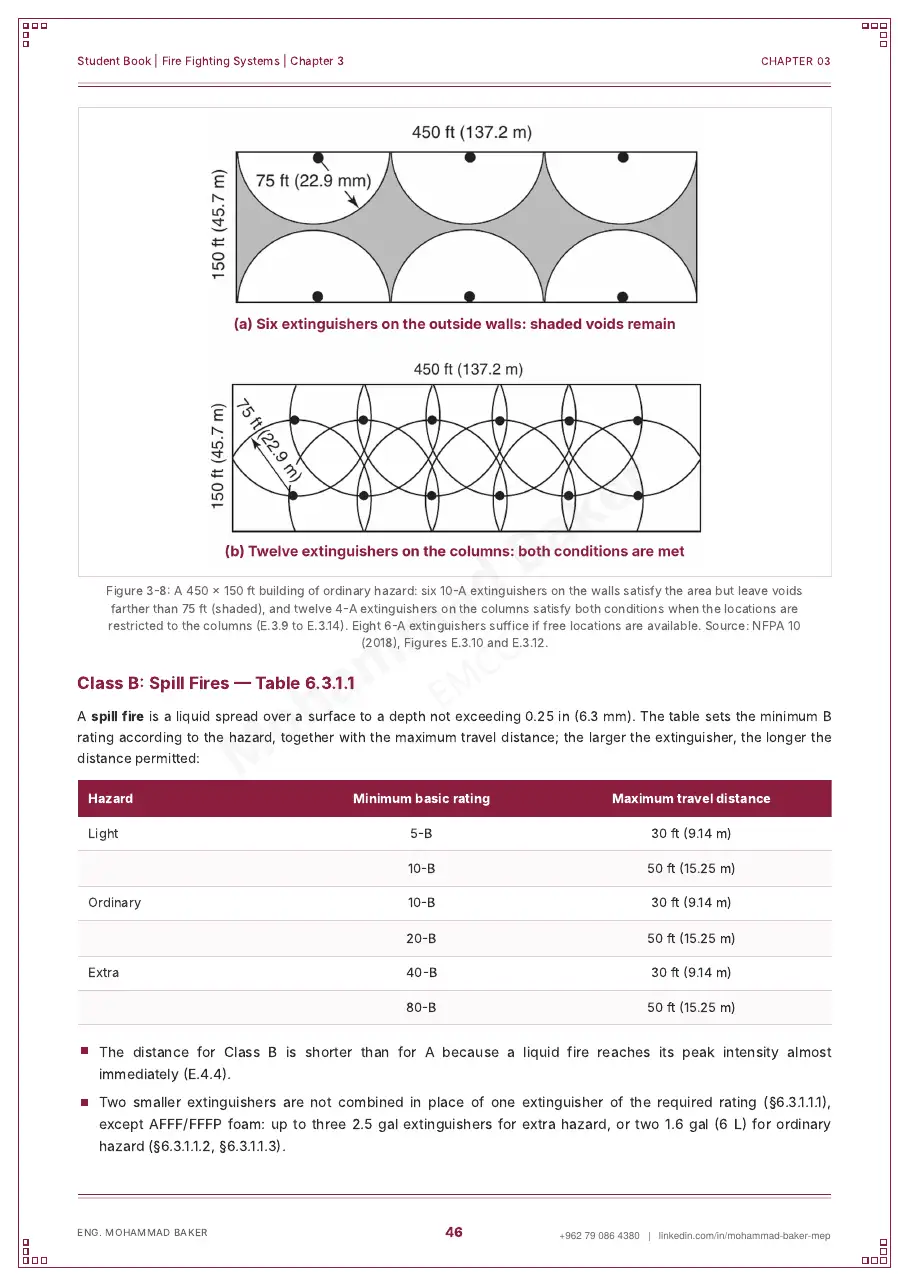 Student Book | Fire Fighting Systems | Chapter 3
CHAPTER 03
450 ft (137.2 m)
75 ft (22.9 mm)
150 ft (45.7 m)
(a) Six extinguishers on the outside walls: shaded voids remain
450 ft (137.2 m)
75 ft (22.9 m)
150 ft (45.7 m)
(b) Twelve extinguishers on the columns: both conditions are met
Figure 3-8: A 450 × 150 ft building of ordinary hazard: six 10-A extinguishers on the walls satisfy the area but leave voids
farther than 75 ft (shaded), and twelve 4-A extinguishers on the columns satisfy both conditions when the locations are
restricted to the columns (E.3.9 to E.3.14). Eight 6-A extinguishers suffice if free locations are available. Source: NFPA 10
(2018), Figures E.3.10 and E.3.12.
Class B: Spill Fires — Table 6.3.1.1
A spill fire is a liquid spread over a surface to a depth not exceeding 0.25 in (6.3 mm). The table sets the minimum B
rating according to the hazard, together with the maximum travel distance; the larger the extinguisher, the longer the
distance permitted:
Hazard Minimum basic rating Maximum travel distance
Light 5-B 30 ft (9.14 m)
10-B 50 ft (15.25 m)
Ordinary 10-B 30 ft (9.14 m)
20-B 50 ft (15.25 m)
Extra 40-B 30 ft (9.14 m)
80-B 50 ft (15.25 m)
The distance for Class B is shorter than for A because a liquid fire reaches its peak intensity almost
immediately (E.4.4).
Two smaller extinguishers are not combined in place of one extinguisher of the required rating (§6.3.1.1.1),
except AFFF/FFFP foam: up to three 2.5 gal extinguishers for extra hazard, or two 1.6 gal (6 L) for ordinary
hazard (§6.3.1.1.2, §6.3.1.1.3).
ENG. MOHAMMAD BAKER
46
+962 79 086 4380 | linkedin.com/in/mohammad-baker-mep